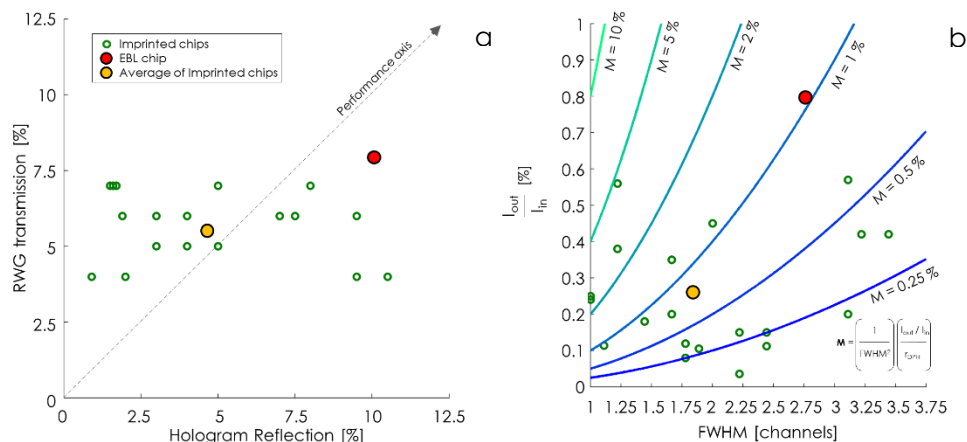 a
12.5%
10%
7.5%
5%
2.5%
0
RWG transmission [%]
Imprinted chips
EBL chip
Average of Imprinted chips
Performance axis
0 2.5% 5% 7.5% 10% 12.5%
Hologram Reflection [%]
b
1
0.9
0.8
0.7
0.6
0.5
0.4
0.3
0.2
0.1
0
I_out / I_in [%]
M = 10 %
M = 5 %
M = 2 %
M = 1 %
M = 0.5 %
M = 0.25 %
M =
1
I_out / I_in
1 1.25 1.5 1.75 2 2.25 2.5 2.75 3 3.25 3.5 3.75
FWHM [channels]